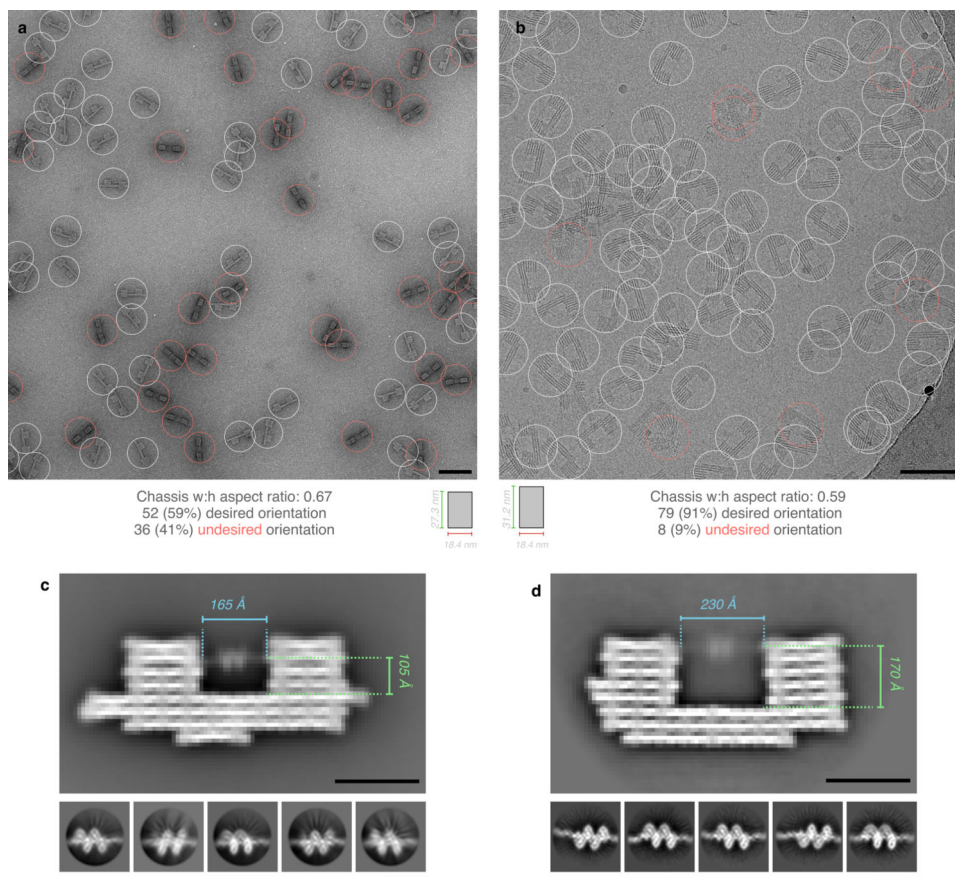 a
b
Chassis w:h aspect ratio: 0.67
52 (59%) desired orientation
36 (41%) undesired orientation
27.3 nm
18.4 nm
31.2 nm
18.4 nm
Chassis w:h aspect ratio: 0.59
79 (91%) desired orientation
8 (9%) undesired orientation
c
165 Å
105 Å
d
230 Å
170 Å